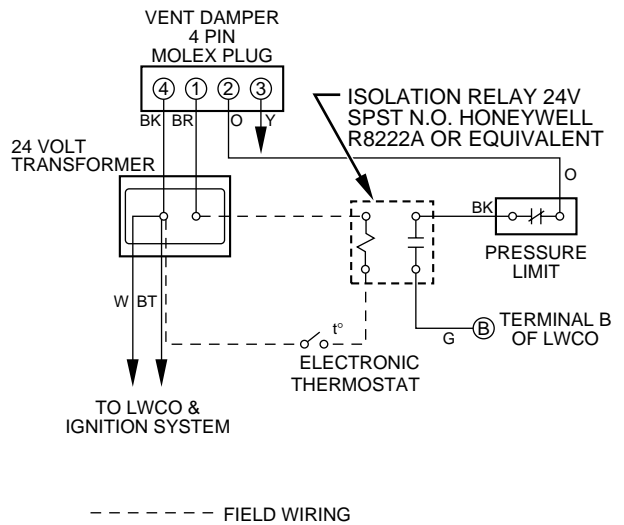 VENT DAMPER
4 PIN
MOLEX PLUG
4 1 2 3
BK BR O Y
ISOLATION RELAY 24V
SPST N.O. HONEYWELL
R8222A OR EQUIVALENT
24 VOLT
TRANSFORMER
O
BK
PRESSURE
LIMIT
W BT
t°
G
B
TERMINAL B
OF LWCO
ELECTRONIC
THERMOSTAT
TO LWCO &
IGNITION SYSTEM
FIELD WIRING